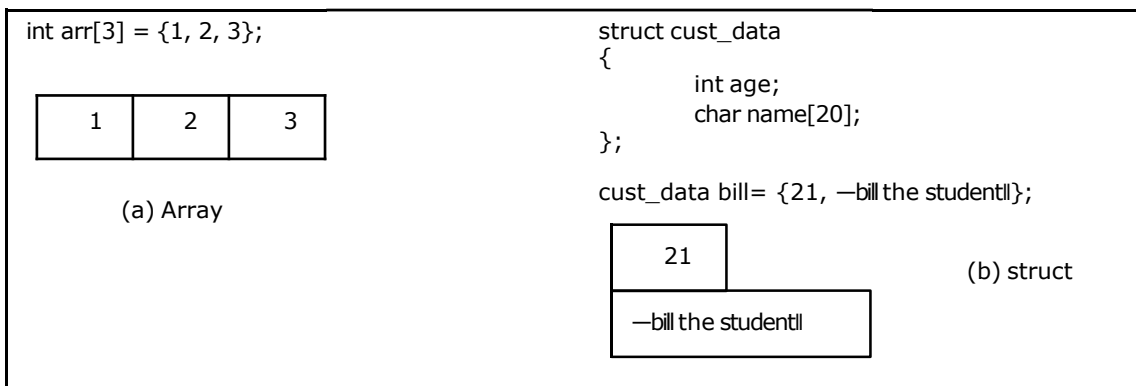 int arr[3] = {1, 2, 3};
1 2 3
(a) Array
struct cust_data
{
int age;
char name[20];
};
cust_data bill= {21, ―bill the student‖};
21
(b) struct
―bill the student‖